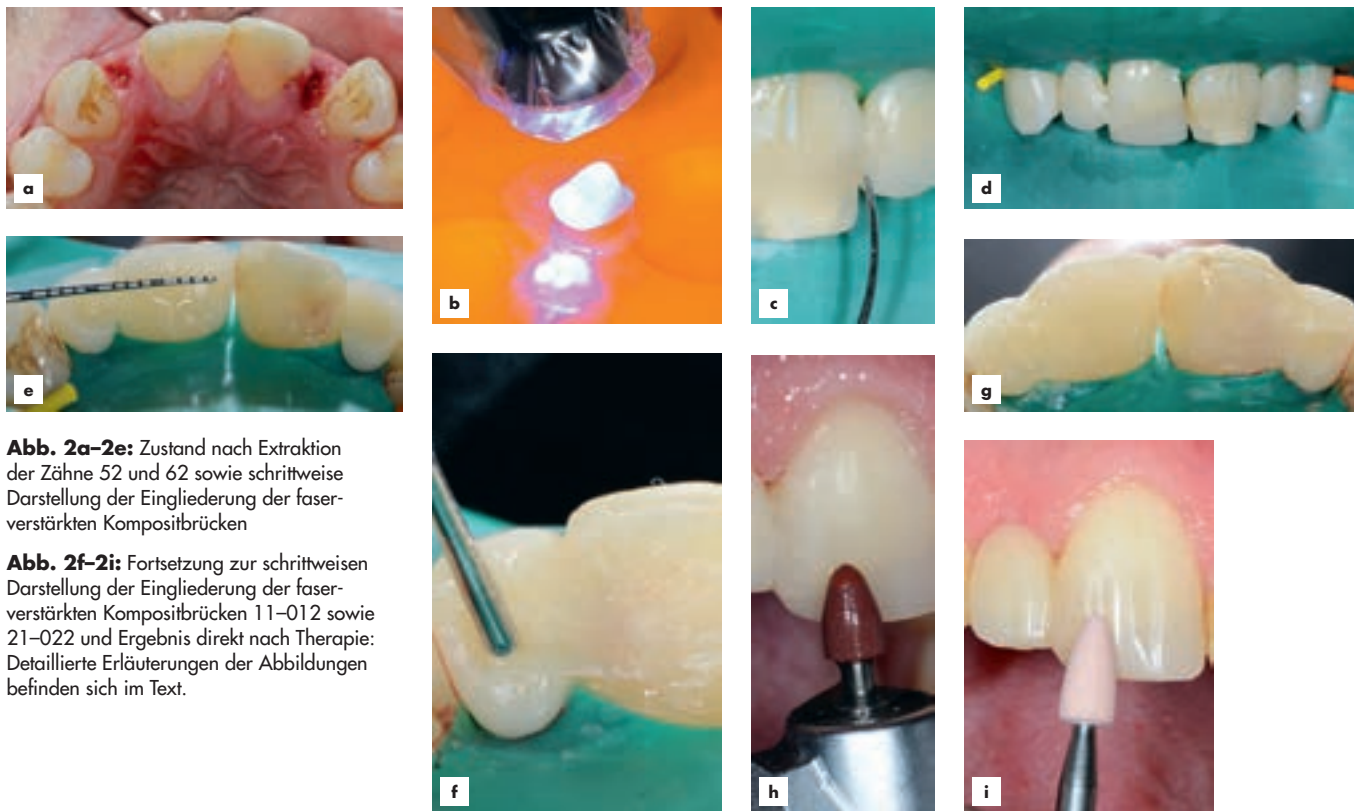 a
b
c
d
e
g
Abb. 2a–2e: Zustand nach Extraktion
der Zähne 52 und 62 sowie schrittweise
Darstellung der Eingliederung der faser-
verstärkten Kompositbrücken
Abb. 2f–2i: Fortsetzung zur schrittweisen
Darstellung der Eingliederung der faser-
verstärkten Kompositbrücken 11–012 sowie
21–022 und Ergebnis direkt nach Therapie:
Detaillierte Erläuterungen der Abbildungen
befinden sich im Text.
f
h
i